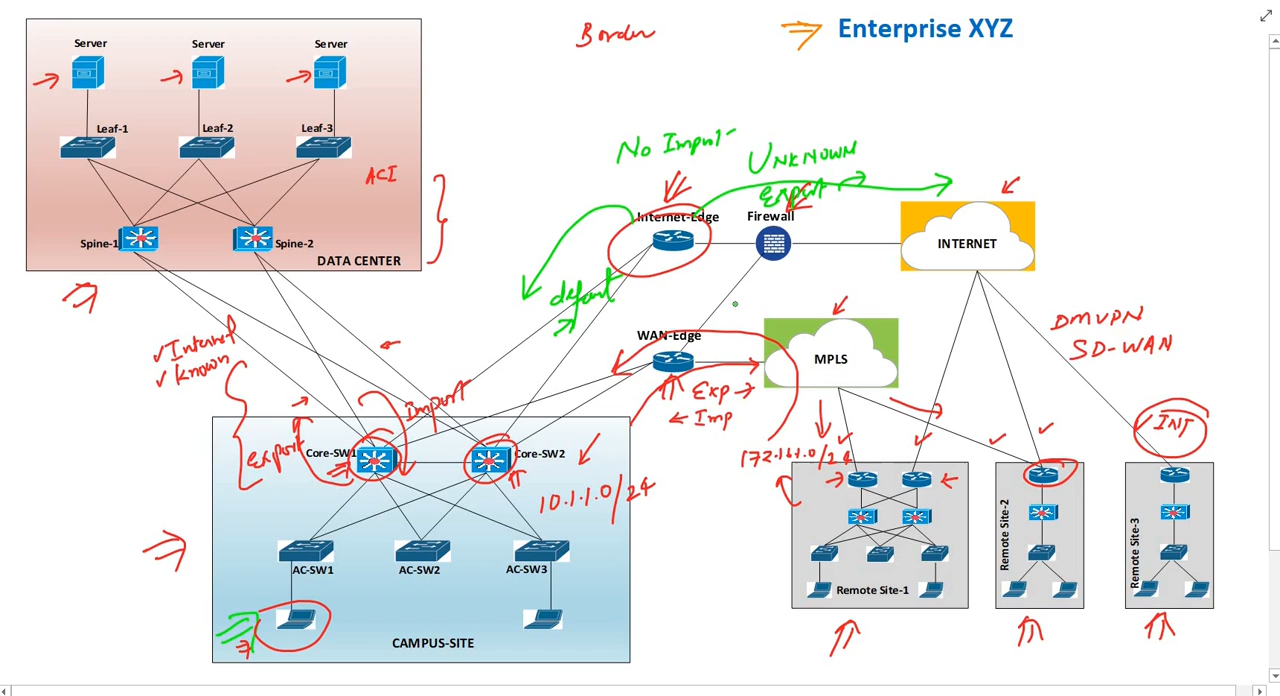 Border
Enterprise XYZ
Server
Server
Server
Leaf-1
Leaf-2
Leaf-3
ACI
Spine-1
Spine-2
DATA CENTER
No Import
UNKNOWN
Export
Internet-Edge
Firewall
INTERNET
default
WAN-Edge
MPLS
DMVPN
SD-WAN
✓ Internet
✓ Known
Exp →
← Imp
Import
Export
Core-SW1
Core-SW2
10.1.1.0/24
172.16.1.0/24
✓ INT
AC-SW1
AC-SW2
AC-SW3
CAMPUS-SITE
Remote Site-1
Remote Site-2
Remote Site-3